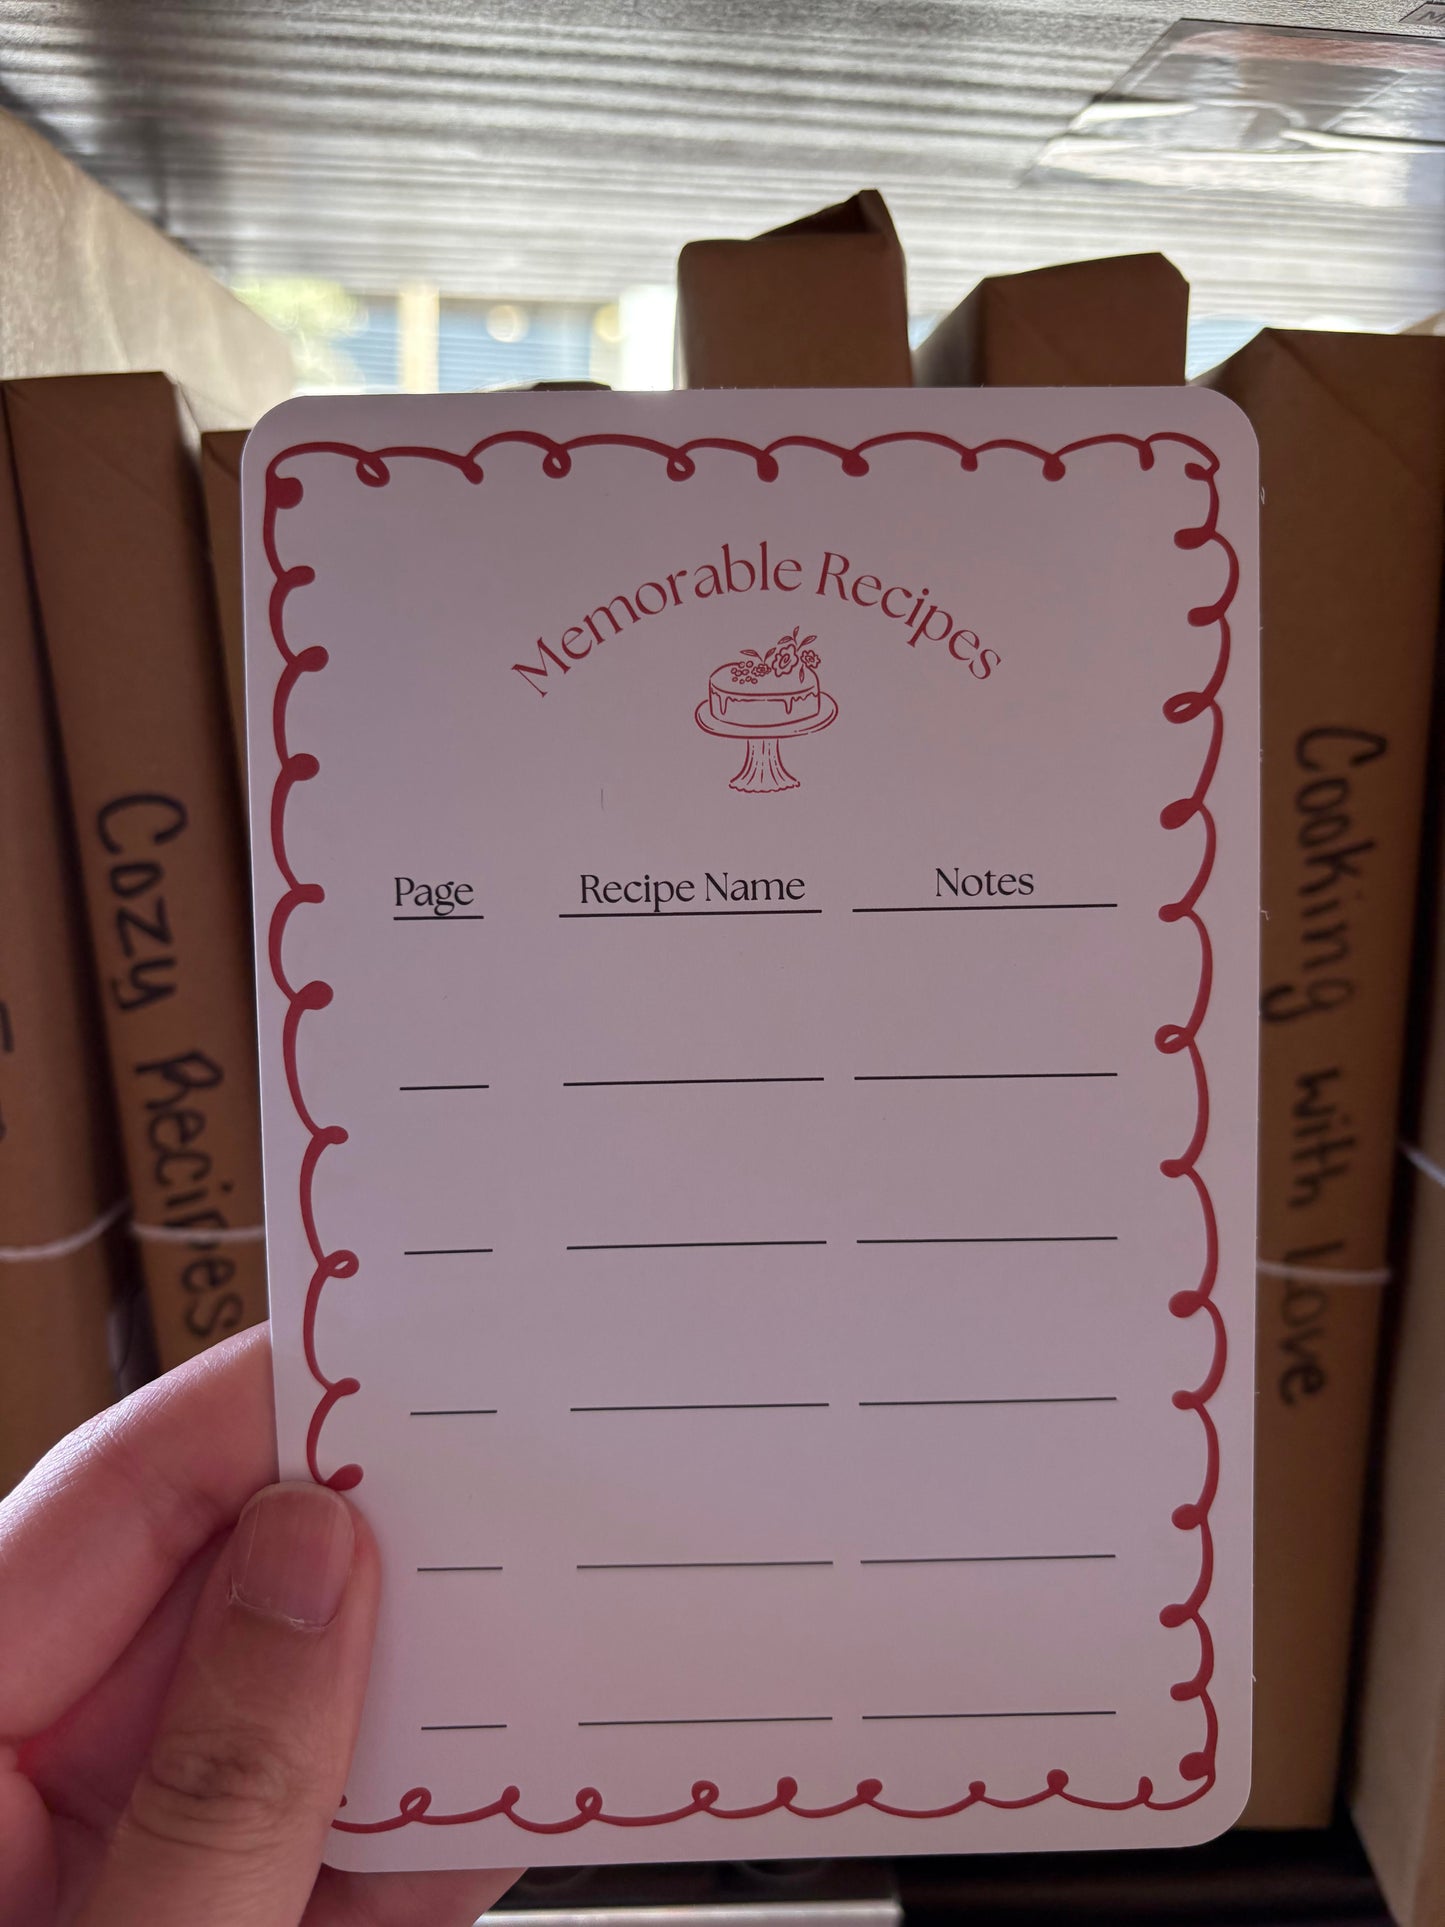 Memorable Recipes
Page Recipe Name Notes
Cozy Recipes
Cooking with love